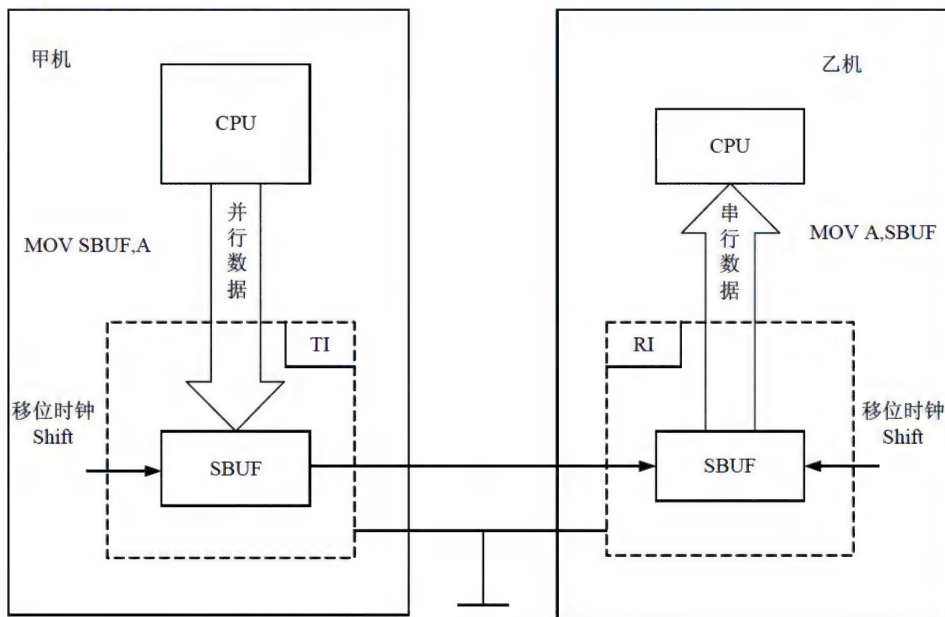 甲机
CPU
MOV SBUF,A
并行数据
TI
移位时钟
Shift
SBUF
乙机
CPU
串行数据
MOV A,SBUF
RI
移位时钟
Shift
SBUF